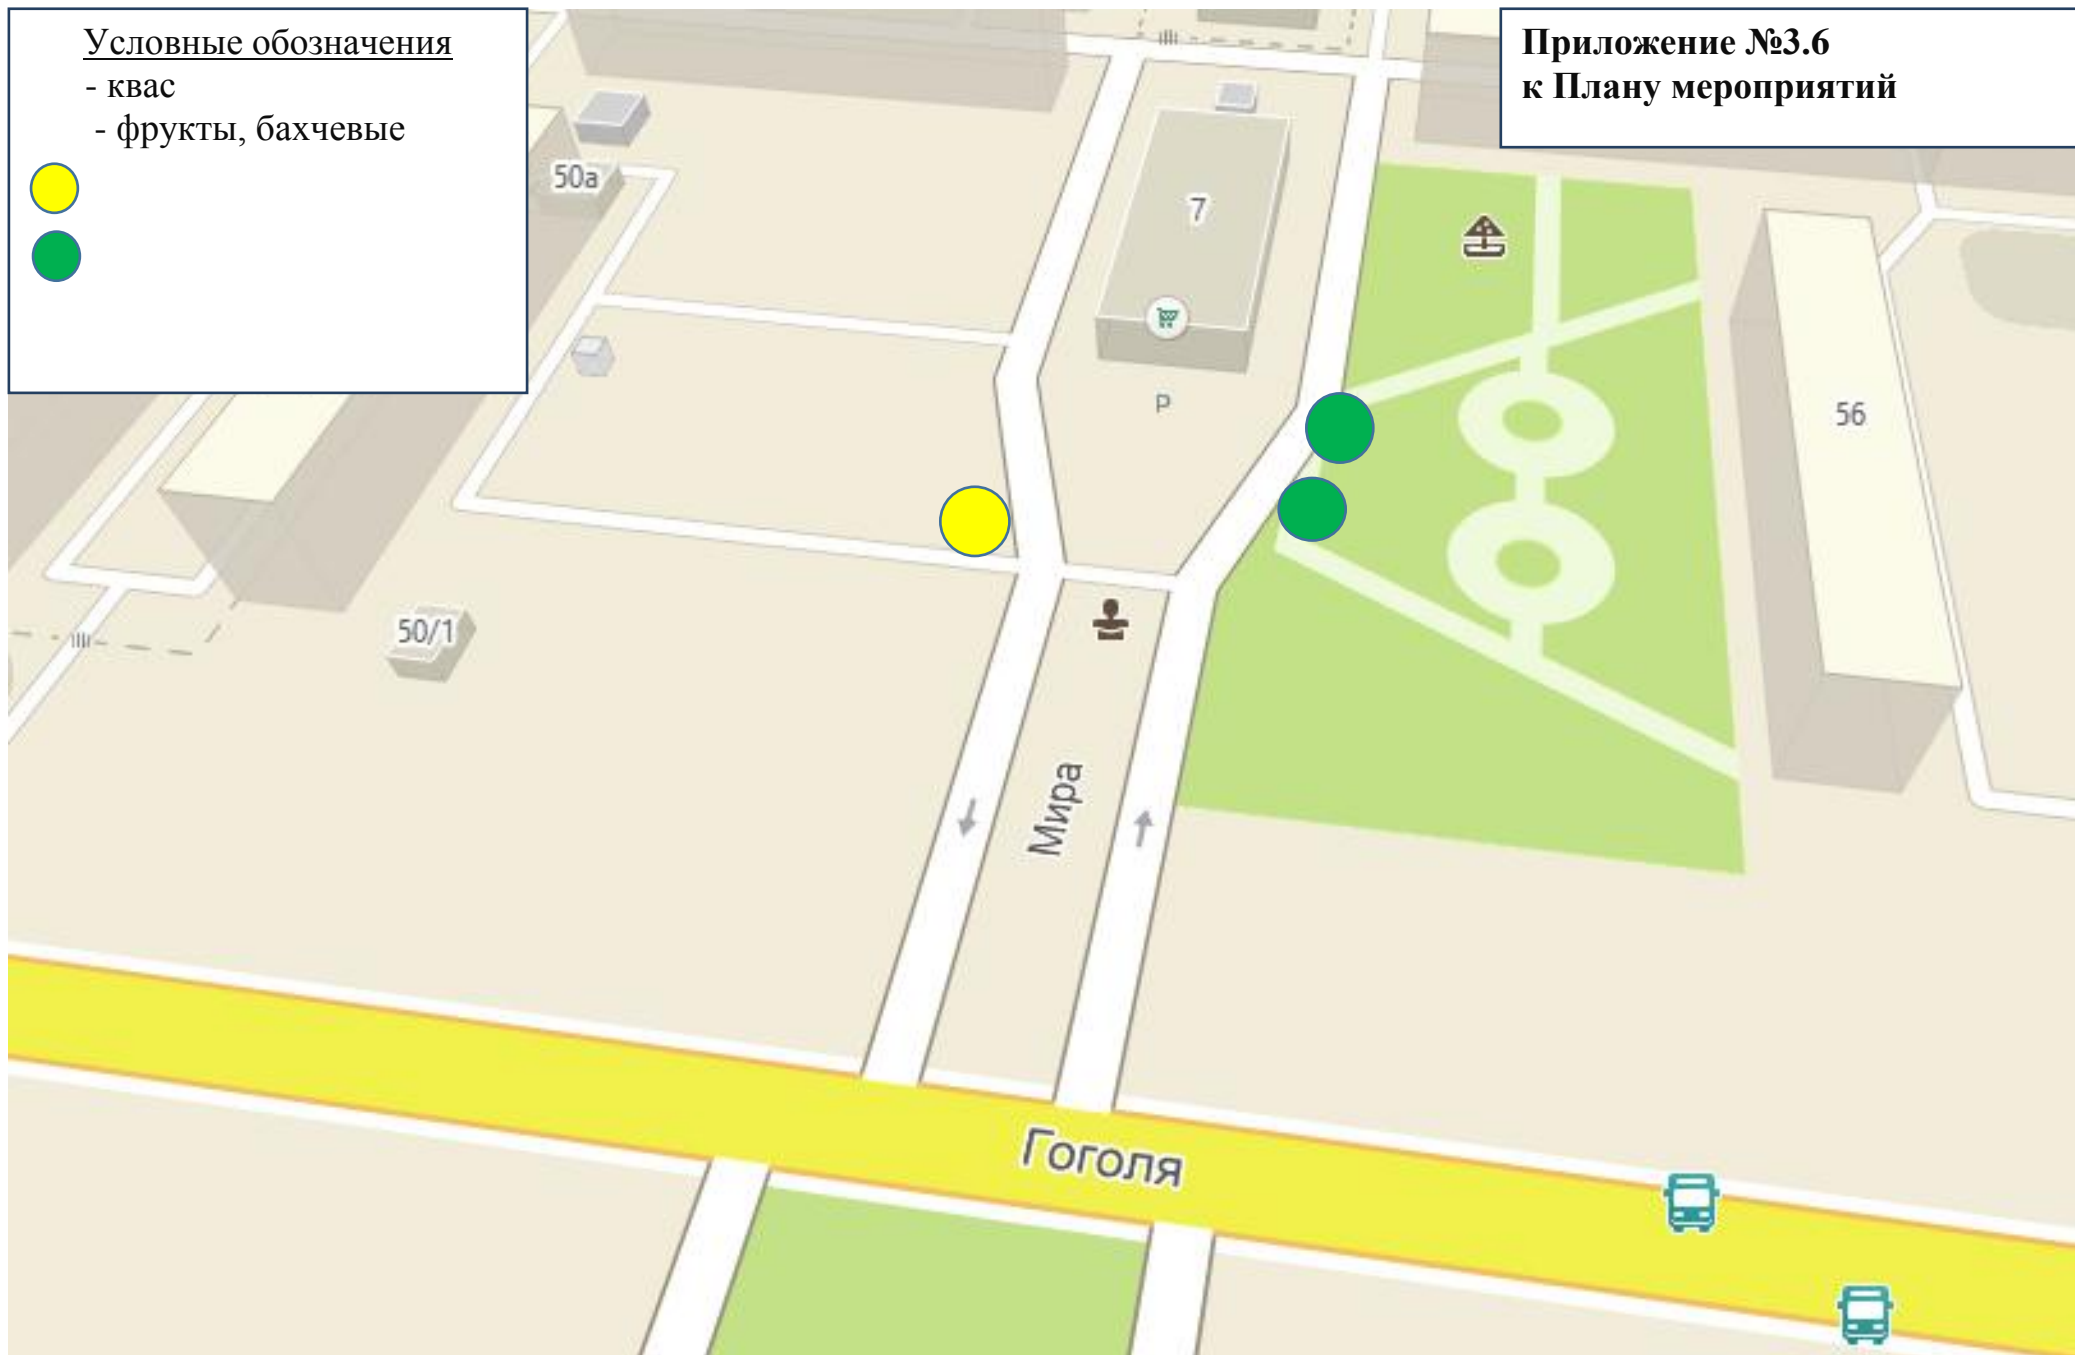 Условные обозначения
- квас
- фрукты, бахчевые
Приложение №3.6
к Плану мероприятий
50а
7
P
56
50/1
Мира
Гоголя